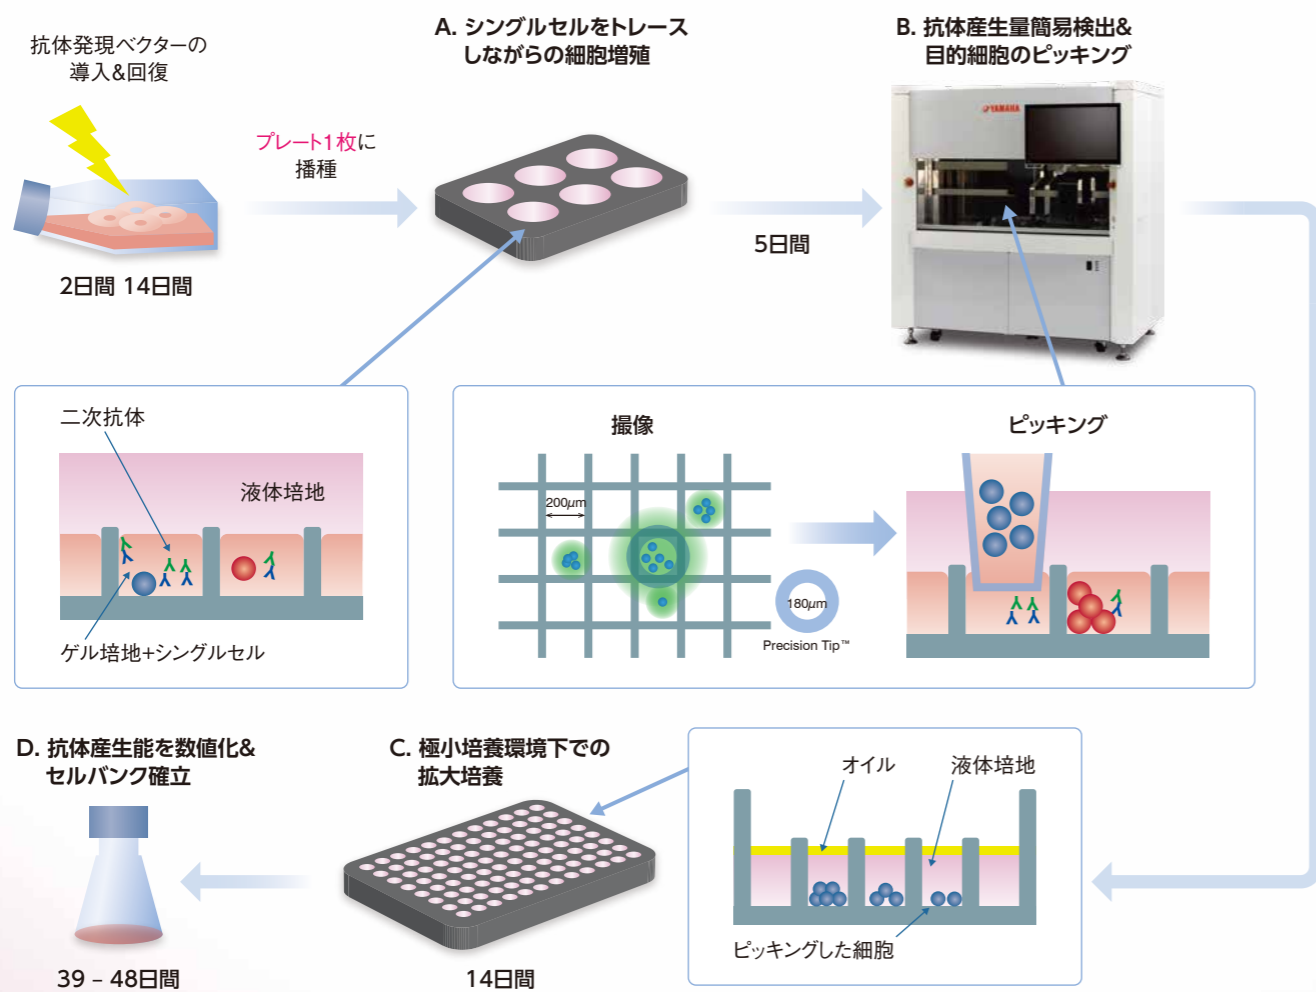 抗体発現ベクターの
導入&回復
2日間 14日間
プレート1枚に
播種
A. シングルセルをトレース
しながらの細胞増殖
5日間
B. 抗体産生量簡易検出&
目的細胞のピッキング
YAMAHA
二次抗体
液体培地
ゲル培地+シングルセル
撮像
200μm
180μm
Precision Tip™
ピッキング
D. 抗体産生能を数値化&
セルバンク確立
39 – 48日間
C. 極小培養環境下での
拡大培養
14日間
オイル
液体培地
ピッキングした細胞